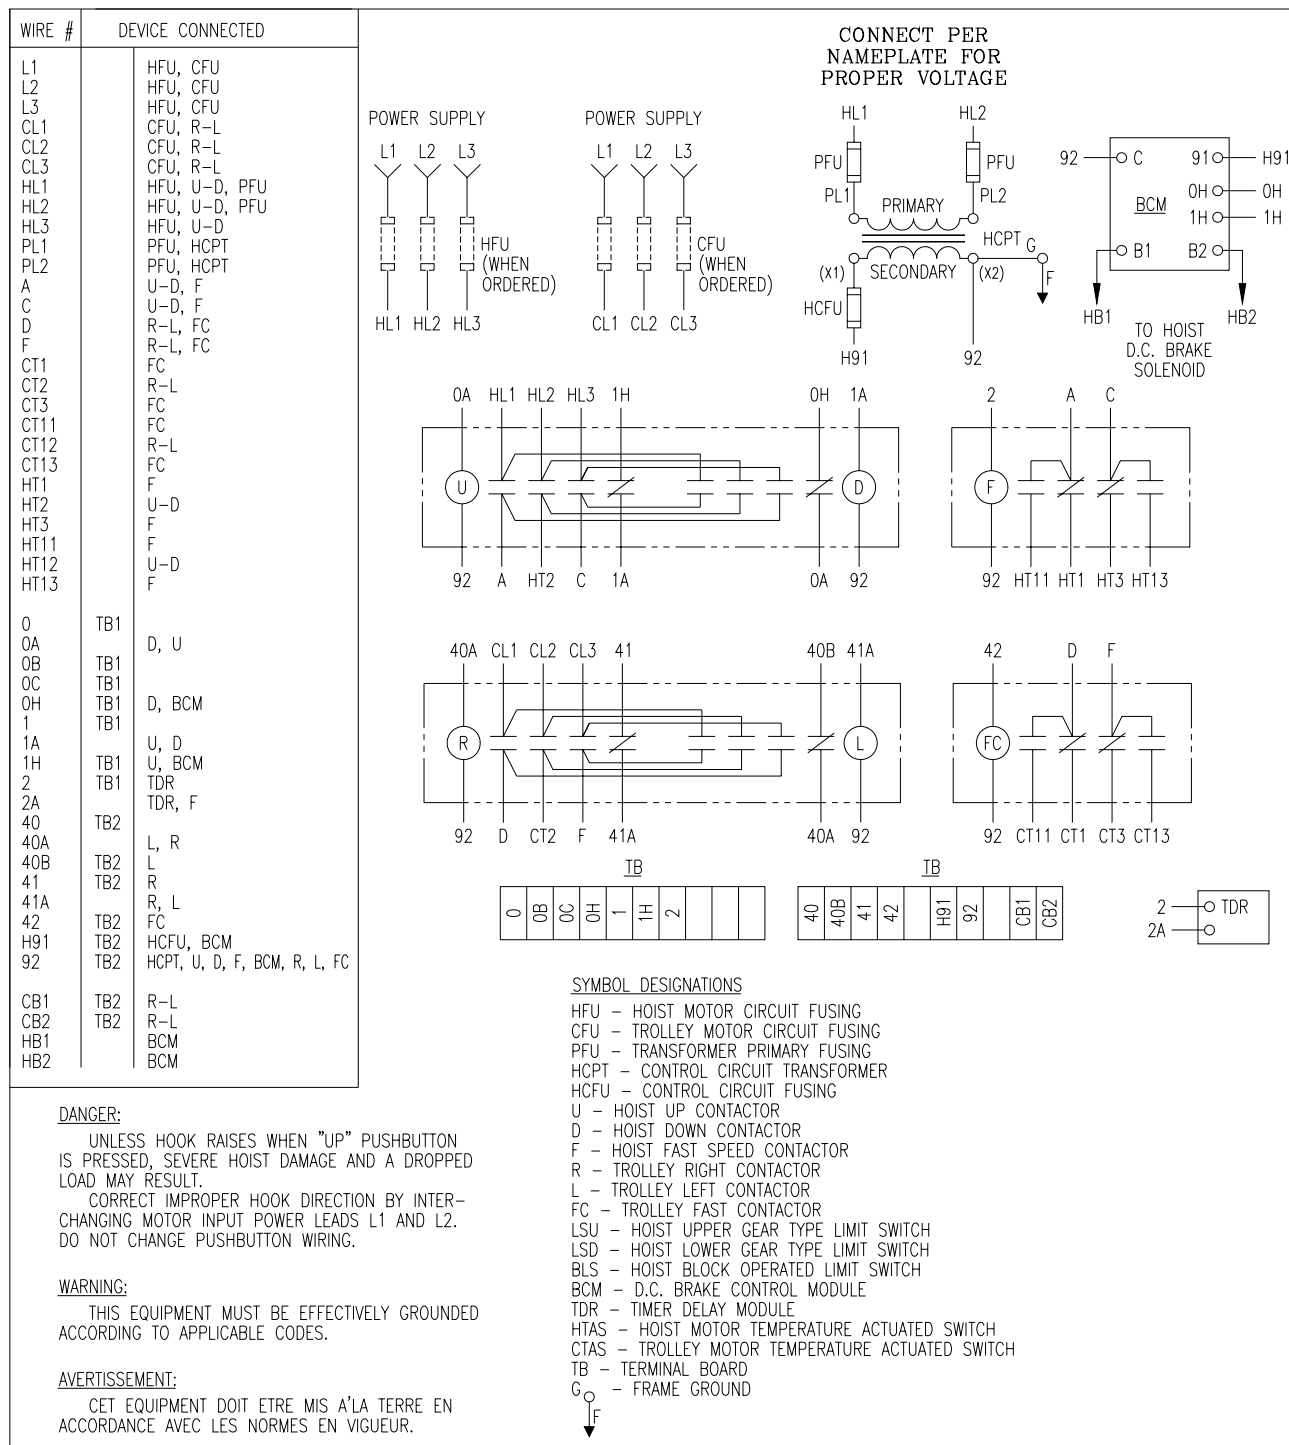 WIRE # DEVICE CONNECTED
L1 HFU, CFU
L2 HFU, CFU
L3 HFU, CFU
CL1 CFU, R-L
CL2 CFU, R-L
CL3 CFU, R-L
HL1 HFU, U-D, PFU
HL2 HFU, U-D, PFU
HL3 HFU, U-D
PL1 PFU, HCPT
PL2 PFU, HCPT
A U-D, F
C U-D, F
D R-L, FC
F R-L, FC
CT1 FC
CT2 R-L
CT3 FC
CT11 FC
CT12 R-L
CT13 FC
HT1 F
HT2 U-D
HT3 F
HT11 F
HT12 U-D
HT13 F
0 TB1
0A D, U
0B TB1
0C TB1
0H TB1 D, BCM
1 TB1
1A U, D
1H TB1 U, BCM
2 TB1 TDR
2A TDR, F
40 TB2
40A L, R
40B TB2 L
41 TB2 R
41A R, L
42 TB2 FC
H91 TB2 HCFU, BCM
92 TB2 HCPT, U, D, F, BCM, R, L, FC
CB1 TB2 R-L
CB2 TB2 R-L
HB1 BCM
HB2 BCM
POWER SUPPLY
L1 L2 L3
HFU
(WHEN
ORDERED)
HL1 HL2 HL3
POWER SUPPLY
L1 L2 L3
CFU
(WHEN
ORDERED)
CL1 CL2 CL3
CONNECT PER
NAMEPLATE FOR
PROPER VOLTAGE
HL1 HL2
PFU PFU
PL1 PL2
PRIMARY
HCPT G
SECONDARY
(X1) (X2) F
HCFU
H91 92
92 C 91 H91
0H 0H
BCM
1H 1H
B1 B2
HB1 HB2
TO HOIST
D.C. BRAKE
SOLENOID
0A HL1 HL2 HL3 1H 0H 1A
U D
92 A HT2 C 1A 0A 92
2 A C
F
92 HT11 HT1 HT3 HT13
40A CL1 CL2 CL3 41 40B 41A
R L
92 D CT2 F 41A 40A 92
42 D F
FC
92 CT11 CT1 CT3 CT13
TB
0 0B 0C 0H 1 1H 2
TB
40 40B 41 42 H91 92 CB1 CB2
2 TDR
2A
SYMBOL DESIGNATIONS
HFU - HOIST MOTOR CIRCUIT FUSING
CFU - TROLLEY MOTOR CIRCUIT FUSING
PFU - TRANSFORMER PRIMARY FUSING
HCPT - CONTROL CIRCUIT TRANSFORMER
HCFU - CONTROL CIRCUIT FUSING
U - HOIST UP CONTACTOR
D - HOIST DOWN CONTACTOR
F - HOIST FAST SPEED CONTACTOR
R - TROLLEY RIGHT CONTACTOR
L - TROLLEY LEFT CONTACTOR
FC - TROLLEY FAST CONTACTOR
LSU - HOIST UPPER GEAR TYPE LIMIT SWITCH
LSD - HOIST LOWER GEAR TYPE LIMIT SWITCH
BLS - HOIST BLOCK OPERATED LIMIT SWITCH
BCM - D.C. BRAKE CONTROL MODULE
TDR - TIMER DELAY MODULE
HTAS - HOIST MOTOR TEMPERATURE ACTUATED SWITCH
CTAS - TROLLEY MOTOR TEMPERATURE ACTUATED SWITCH
TB - TERMINAL BOARD
G - FRAME GROUND
F
DANGER:
UNLESS HOOK RAISES WHEN "UP" PUSHBUTTON
IS PRESSED, SEVERE HOIST DAMAGE AND A DROPPED
LOAD MAY RESULT.
CORRECT IMPROPER HOOK DIRECTION BY INTER-
CHANGING MOTOR INPUT POWER LEADS L1 AND L2.
DO NOT CHANGE PUSHBUTTON WIRING.
WARNING:
THIS EQUIPMENT MUST BE EFFECTIVELY GROUNDED
ACCORDING TO APPLICABLE CODES.
AVERTISSEMENT:
CET EQUIPMENT DOIT ETRE MIS A'LA TERRE EN
ACCORDANCE AVEC LES NORMES EN VIGUEUR.